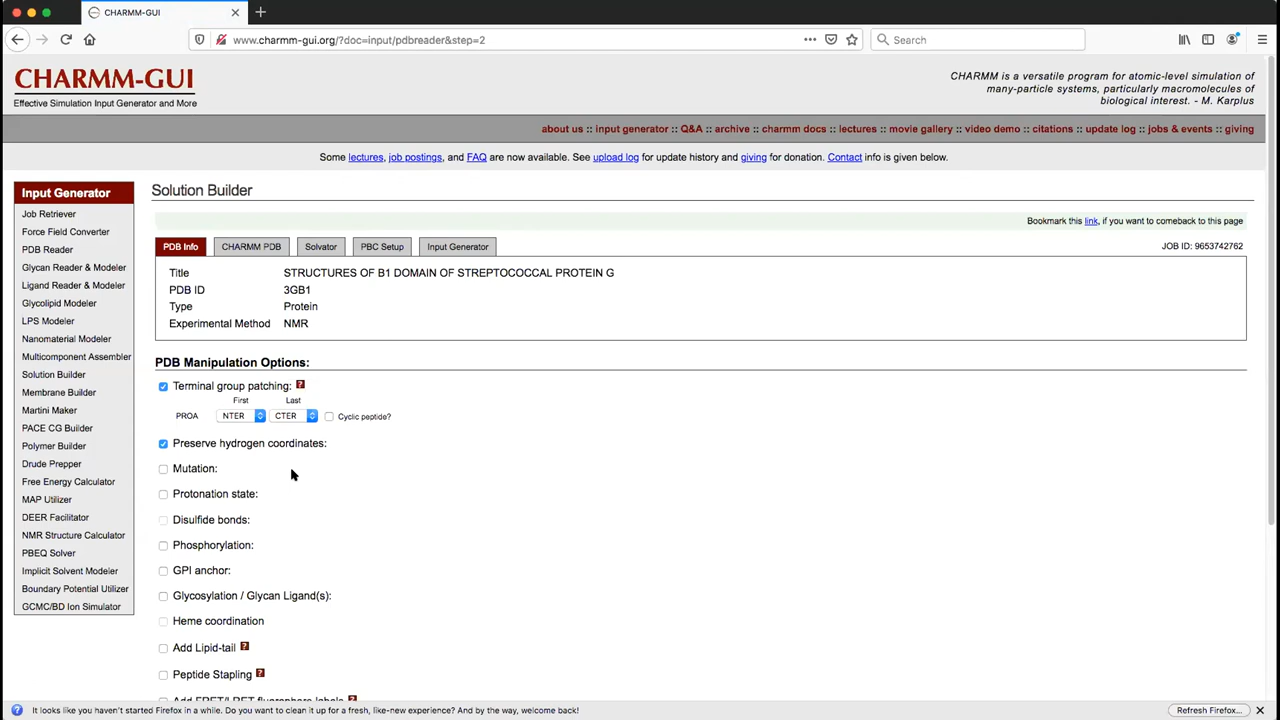 CHARMM-GUI
www.charmm-gui.org/?doc=input/pdbreader&step=2
Search
CHARMM-GUI
Effective Simulation Input Generator and More
CHARMM is a versatile program for atomic-level simulation of
many-particle systems, particularly macromolecules of
biological interest. - M. Karplus
about us :: input generator :: Q&A :: archive :: charmm docs :: lectures :: movie gallery :: video demo :: citations :: update log :: jobs & events :: giving
Some lectures, job postings, and FAQ are now available. See upload log for update history and giving for donation. Contact info is given below.
Input Generator
Job Retriever
Force Field Converter
PDB Reader
Glycan Reader & Modeler
Ligand Reader & Modeler
Glycolipid Modeler
LPS Modeler
Nanomaterial Modeler
Multicomponent Assembler
Solution Builder
Membrane Builder
Martini Maker
PACE CG Builder
Polymer Builder
Drude Prepper
Free Energy Calculator
MAP Utilizer
DEER Facilitator
NMR Structure Calculator
PBEQ Solver
Implicit Solvent Modeler
Boundary Potential Utilizer
GCMC/BD Ion Simulator
Solution Builder
Bookmark this link, if you want to comeback to this page
PDB Info CHARMM PDB Solvator PBC Setup Input Generator JOB ID: 9653742762
Title STRUCTURES OF B1 DOMAIN OF STREPTOCOCCAL PROTEIN G
PDB ID 3GB1
Type Protein
Experimental Method NMR
PDB Manipulation Options:
Terminal group patching: ?
First Last
PROA NTER CTER Cyclic peptide?
Preserve hydrogen coordinates:
Mutation:
Protonation state:
Disulfide bonds:
Phosphorylation:
GPI anchor:
Glycosylation / Glycan Ligand(s):
Heme coordination
Add Lipid-tail ?
Peptide Stapling ?
Add FRET/LRET fluorophore labels ?
? It looks like you haven't started Firefox in a while. Do you want to clean it up for a fresh, like-new experience? And by the way, welcome back! Refresh Firefox...